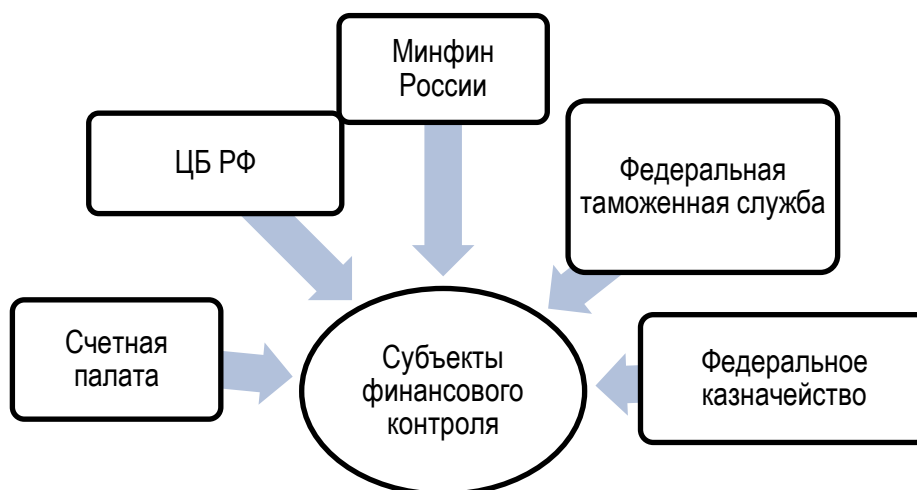 Минфин
России
ЦБ РФ
Федеральная
таможенная служба
Счетная
палата
Субъекты
финансового
контроля
Федеральное
казначейство